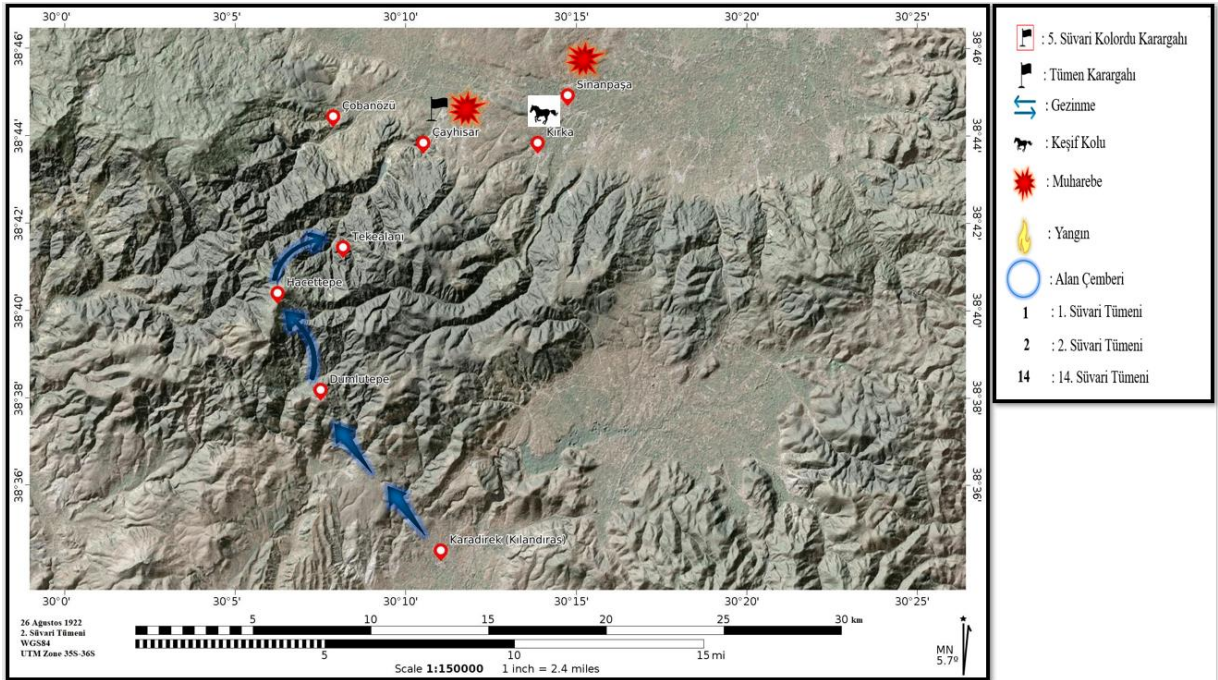 30°0' 30°5' 30°10' 30°15' 30°20' 30°25'
38°46' 38°46'
Sinanpaşa
Çobanözü
Çayhisar Kırka
38°44' 38°44'
38°42' 38°42'
Tekealanı
Hacettepe
38°40' 38°40'
Dumlutepe
38°38' 38°38'
38°36' 38°36'
Karadirek (Kılandıras)
30°0' 30°5' 30°10' 30°15' 30°20' 30°25'
26 Ağustos 1922
2. Süvari Tümeni
WGS84
UTM Zone 35S-36S
5 10 15 20 25 30 km
5 10 15 mi
Scale 1:150000 1 inch = 2.4 miles
MN
5.7º
: 5. Süvari Kolordu Karargahı
: Tümen Karargahı
: Gezinme
: Keşif Kolu
: Muharebe
: Yangın
: Alan Çemberi
1 : 1. Süvari Tümeni
2 : 2. Süvari Tümeni
14 : 14. Süvari Tümeni